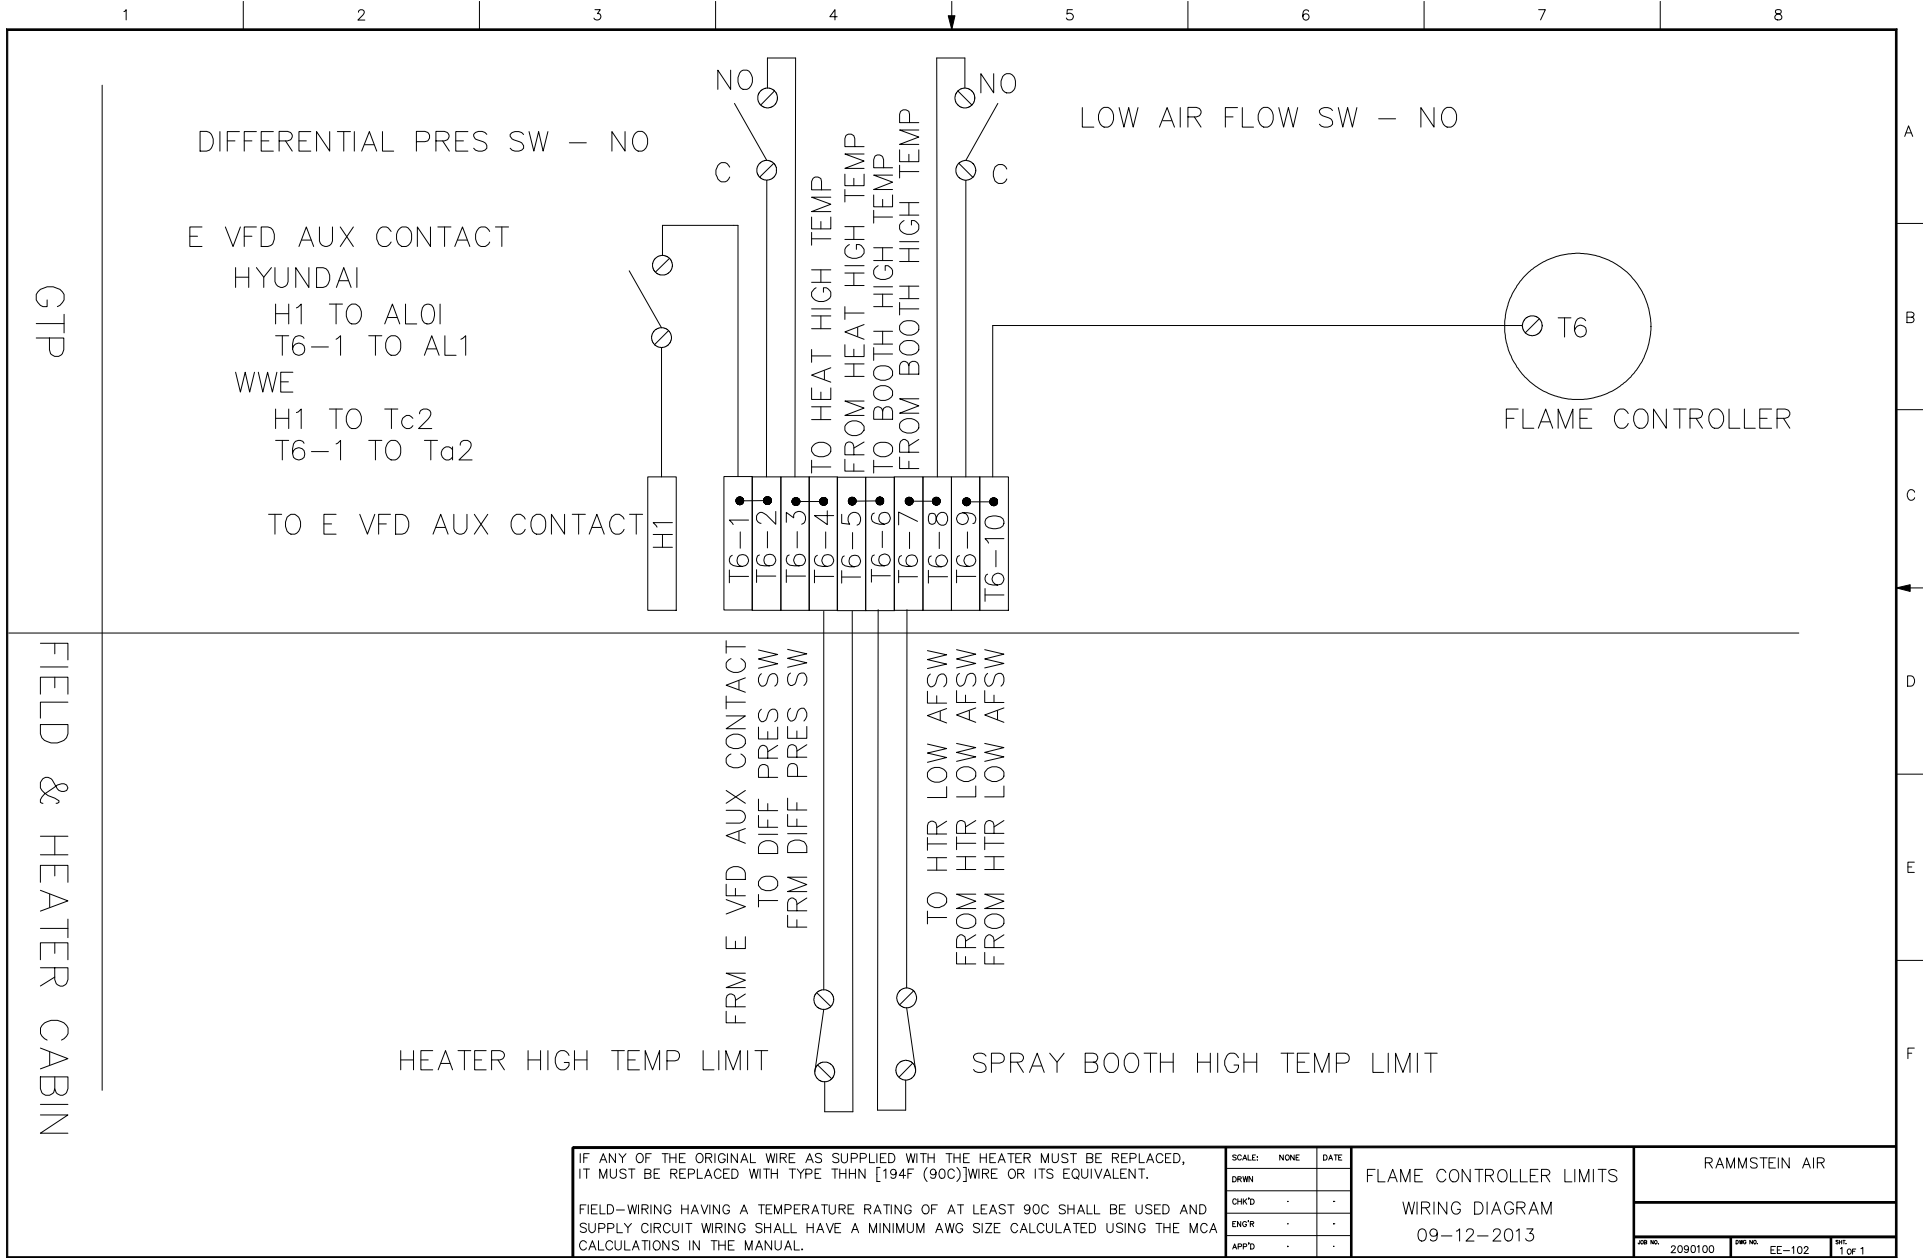 1 2 3 4 5 6 7 8
A
B
C
D
E
F
GTP
FIELD & HEATER CABIN
DIFFERENTIAL PRES SW – NO
NO
C
NO
C
LOW AIR FLOW SW – NO
E VFD AUX CONTACT
HYUNDAI
H1 TO AL0I
T6–1 TO AL1
WWE
H1 TO Tc2
T6–1 TO Ta2
TO E VFD AUX CONTACT
H1
TO HEAT HIGH TEMP
FROM HEAT HIGH TEMP
TO BOOTH HIGH TEMP
FROM BOOTH HIGH TEMP
T6
FLAME CONTROLLER
T6–1
T6–2
T6–3
T6–4
T6–5
T6–6
T6–7
T6–8
T6–9
T6–10
FRM E VFD AUX CONTACT
TO DIFF PRES SW
FRM DIFF PRES SW
TO HTR LOW AFSW
FROM HTR LOW AFSW
FROM HTR LOW AFSW
HEATER HIGH TEMP LIMIT
SPRAY BOOTH HIGH TEMP LIMIT
IF ANY OF THE ORIGINAL WIRE AS SUPPLIED WITH THE HEATER MUST BE REPLACED,
IT MUST BE REPLACED WITH TYPE THHN [194F (90C)]WIRE OR ITS EQUIVALENT.
FIELD–WIRING HAVING A TEMPERATURE RATING OF AT LEAST 90C SHALL BE USED AND
SUPPLY CIRCUIT WIRING SHALL HAVE A MINIMUM AWG SIZE CALCULATED USING THE MCA
CALCULATIONS IN THE MANUAL.
SCALE: NONE DATE
DRWN
CHK'D - -
ENG'R - -
APP'D - -
FLAME CONTROLLER LIMITS
WIRING DIAGRAM
09–12–2013
RAMMSTEIN AIR
JOB NO. 2090100 DWG NO. EE–102 SHT. 1 OF 1